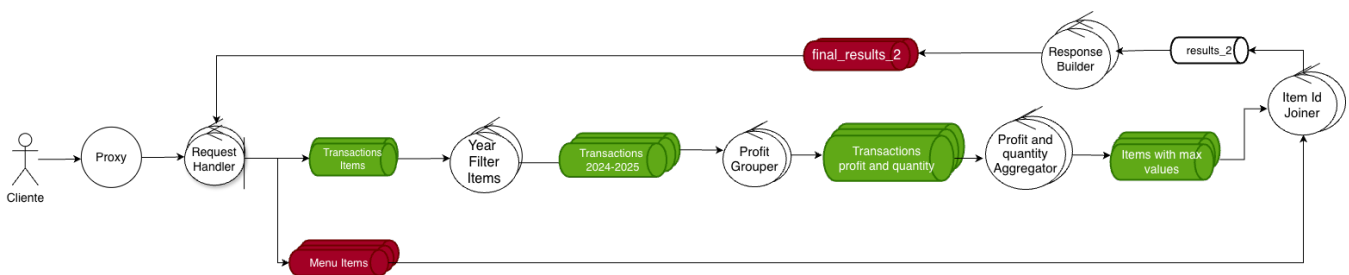 final_results_2
Response
Builder
results_2
Item Id
Joiner
Cliente
Proxy
Request
Handler
Transactions
Items
Year
Filter
Items
Transactions
2024-2025
Profit
Grouper
Transactions
profit and quantity
Profit and
quantity
Aggregator
Items with max
values
Menu Items